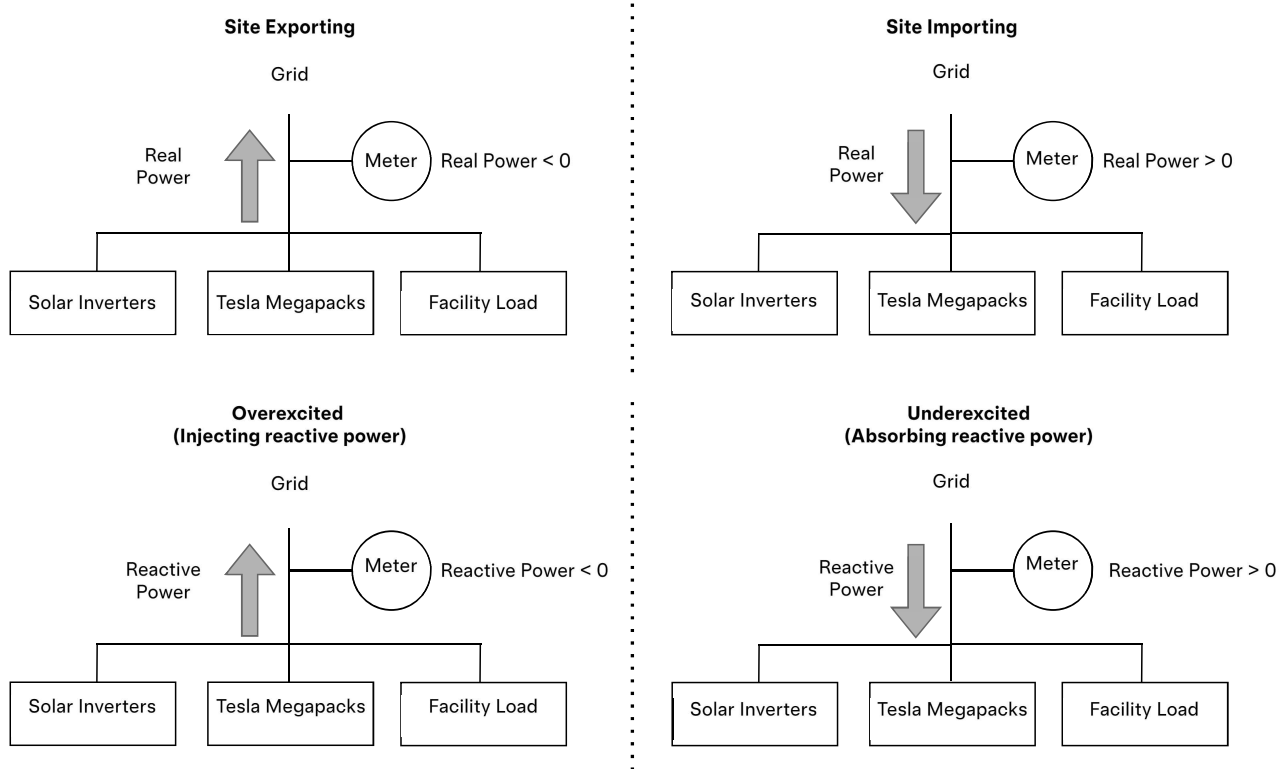 Site Exporting
Grid
Real
Power
Meter
Real Power < 0
Solar Inverters
Tesla Megapacks
Facility Load
Site Importing
Grid
Real
Power
Meter
Real Power > 0
Solar Inverters
Tesla Megapacks
Facility Load
Overexcited
(Injecting reactive power)
Grid
Reactive
Power
Meter
Reactive Power < 0
Solar Inverters
Tesla Megapacks
Facility Load
Underexcited
(Absorbing reactive power)
Grid
Reactive
Power
Meter
Reactive Power > 0
Solar Inverters
Tesla Megapacks
Facility Load